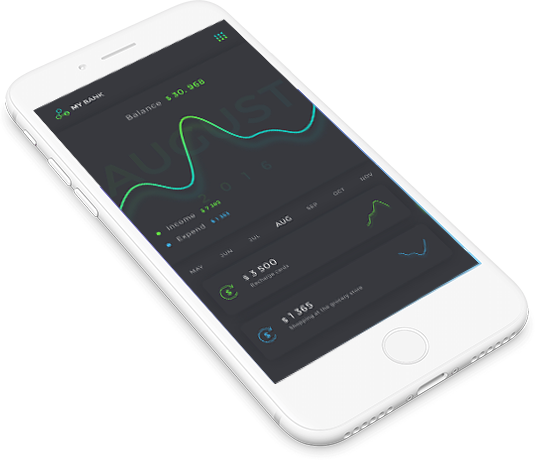 MY BANK
Balance $ 30, 968
AUGUST
2016
Income $ 7 365
Expend $ 1 365
MAY JUN JUL AUG SEP OCT NOV
$ 3 500
Recharge cards
$ 1 365
Shopping at the grocery store